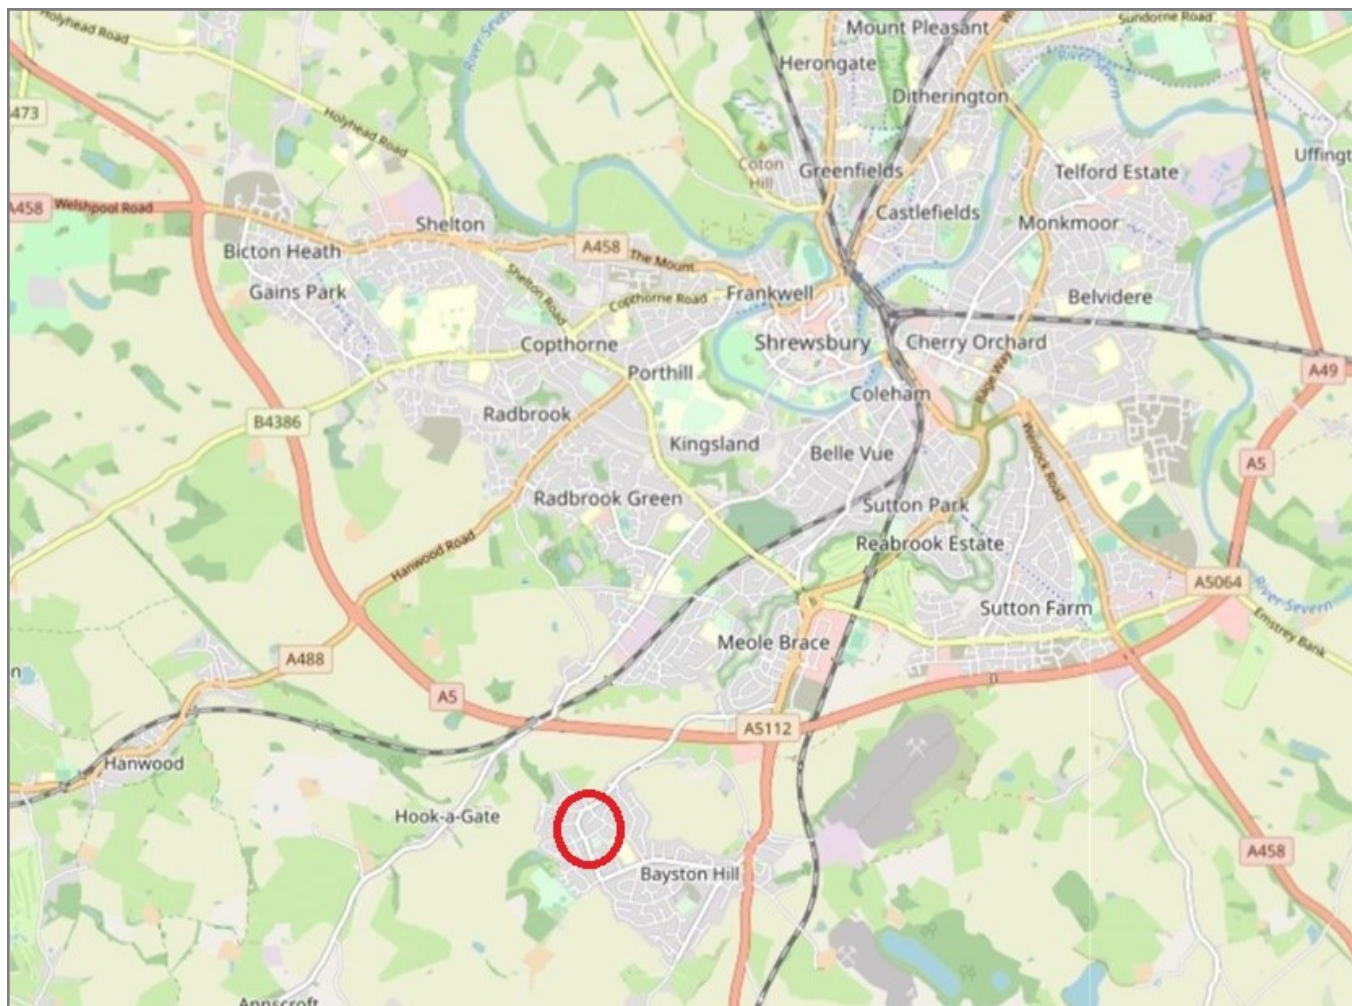 Holyhead Road
River Severn
Mount Pleasant
Sundorne Road
Herongate
Ditherington
River Severn
Holyhead Road
Coton
Hill
Greenfields
Telford Estate
A458
Welshpool Road
Shelton
Castlefields
Monkmoor
Bicton Heath
A458
The Mount
Gains Park
Shelton Road
Copthorne Road
Frankwell
Belvidere
Copthorne
Shrewsbury
Cherry Orchard
Porthill
A49
Coleham
Radbrook
B4386
Kingsland
Belle Vue
Wenlock Road
A5
Radbrook Green
Sutton Park
Reabrook Estate
Hanwood Road
A5064
River Severn
Sutton Farm
Emstrey Bank
Meole Brace
A488
A5
A5112
Hanwood
Hook-a-Gate
Bayston Hill
A458
Annscroft